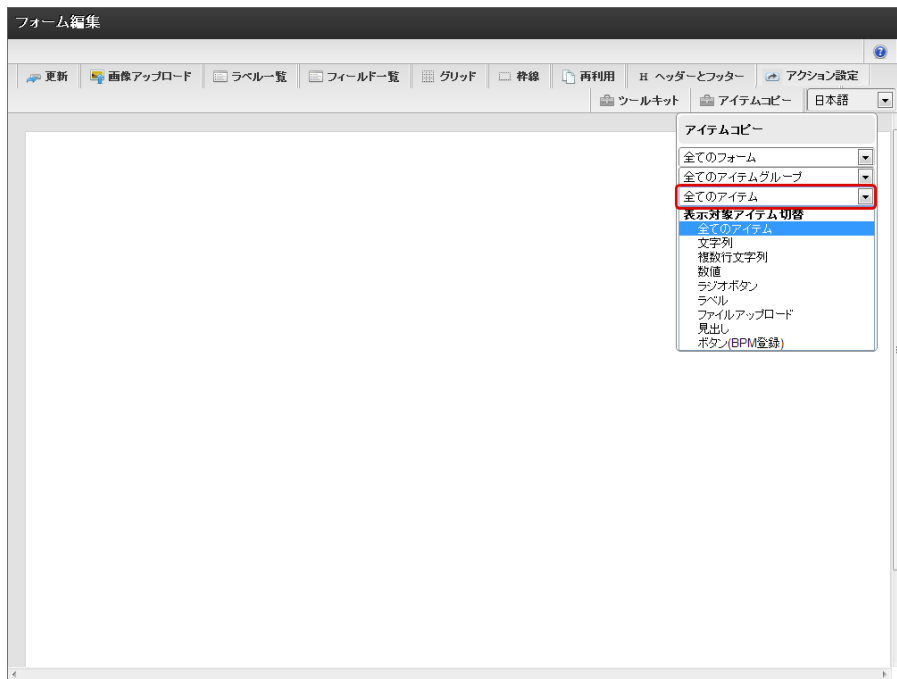 フォーム編集
更新 画像アップロード ラベル一覧 フィールド一覧 グリッド 枠線 再利用 H ヘッダーとフッター アクション設定
ツールキット アイテムコピー 日本語
アイテムコピー
全てのフォーム
全てのアイテムグループ
全てのアイテム
表示対象アイテム切替
全てのアイテム
文字列
複数行文字列
数値
ラジオボタン
ラベル
ファイルアップロード
見出し
ボタン(BPM登録)